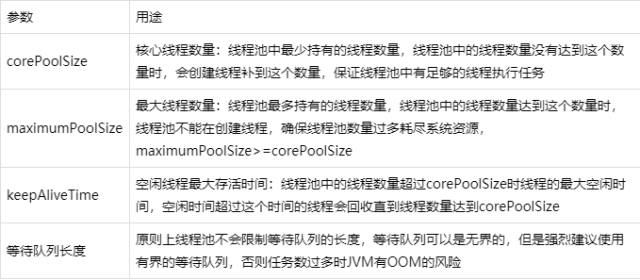 参数 用途
corePoolSize
核心线程数量：线程池中最少持有的线程数量，线程池中的线程数量没有达到这个数
量时，会创建线程补到这个数量，保证线程池中有足够的线程执行任务
maximumPoolSize
最大线程数量：线程池最多持有的线程数量，线程池中的线程数量达到这个数量时，
线程池不能在创建线程，确保线程池数量过多耗尽系统资源，
maximumPoolSize>=corePoolSize
keepAliveTime
空闲线程最大存活时间：线程池中的线程数量超过corePoolSize时线程的最大空闲时
间，空闲时间超过这个时间的线程会回收直到线程数量达到corePoolSize
等待队列长度
原则上线程池不会限制等待队列的长度，等待队列可以是无界的，但是强烈建议使用
有界的等待队列，否则任务数过多时JVM有OOM的风险